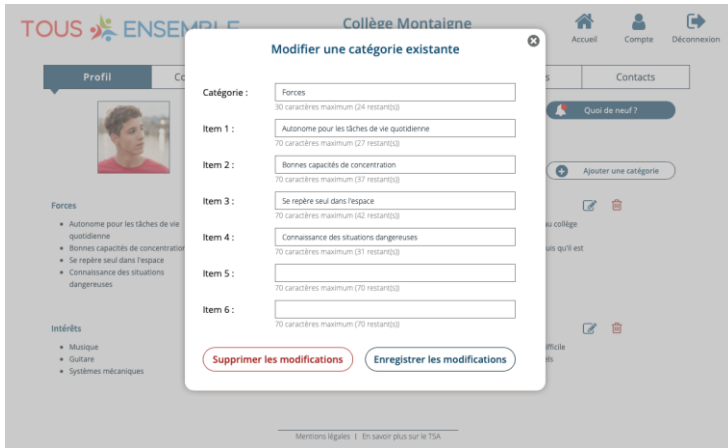 TOUS ENSEMBLE
Collège Montaigne
Accueil
Compte
Déconnexion
Profil
Contacts
Quoi de neuf ?
Ajouter une catégorie
Modifier une catégorie existante
Catégorie :
Forces
30 caractères maximum (24 restant(s))
Item 1 :
Autonome pour les tâches de vie quotidienne
70 caractères maximum (27 restant(s))
Item 2 :
Bonnes capacités de concentration
70 caractères maximum (37 restant(s))
Item 3 :
Se repère seul dans l'espace
70 caractères maximum (42 restant(s))
Item 4 :
Connaissance des situations dangereuses
70 caractères maximum (31 restant(s))
Item 5 :
70 caractères maximum (70 restant(s))
Item 6 :
70 caractères maximum (70 restant(s))
Supprimer les modifications
Enregistrer les modifications
Forces
Autonome pour les tâches de vie
quotidienne
Bonnes capacités de concentration
Se repère seul dans l'espace
Connaissance des situations
dangereuses
au collège
qu'il est
Intérêts
Musique
Guitare
Systèmes mécaniques
Mentions légales | En savoir plus sur le TSA